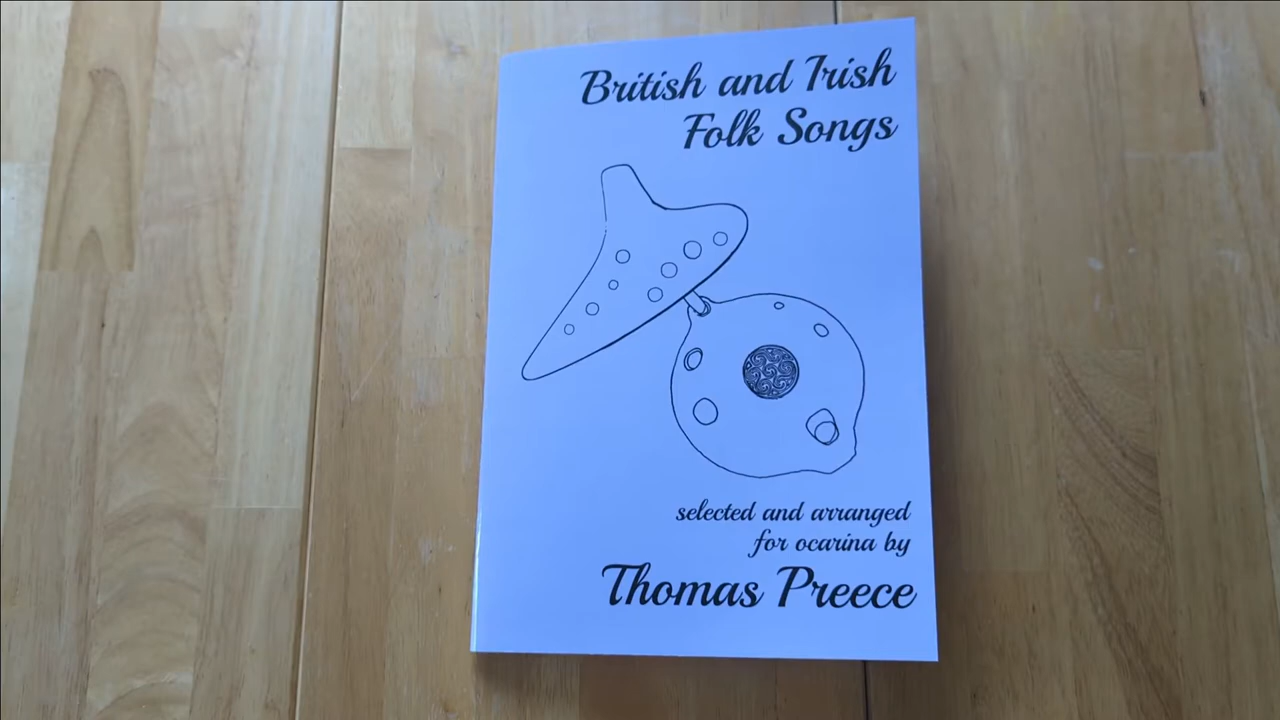 British and Irish
Folk Songs
selected and arranged
for ocarina by
Thomas Preece